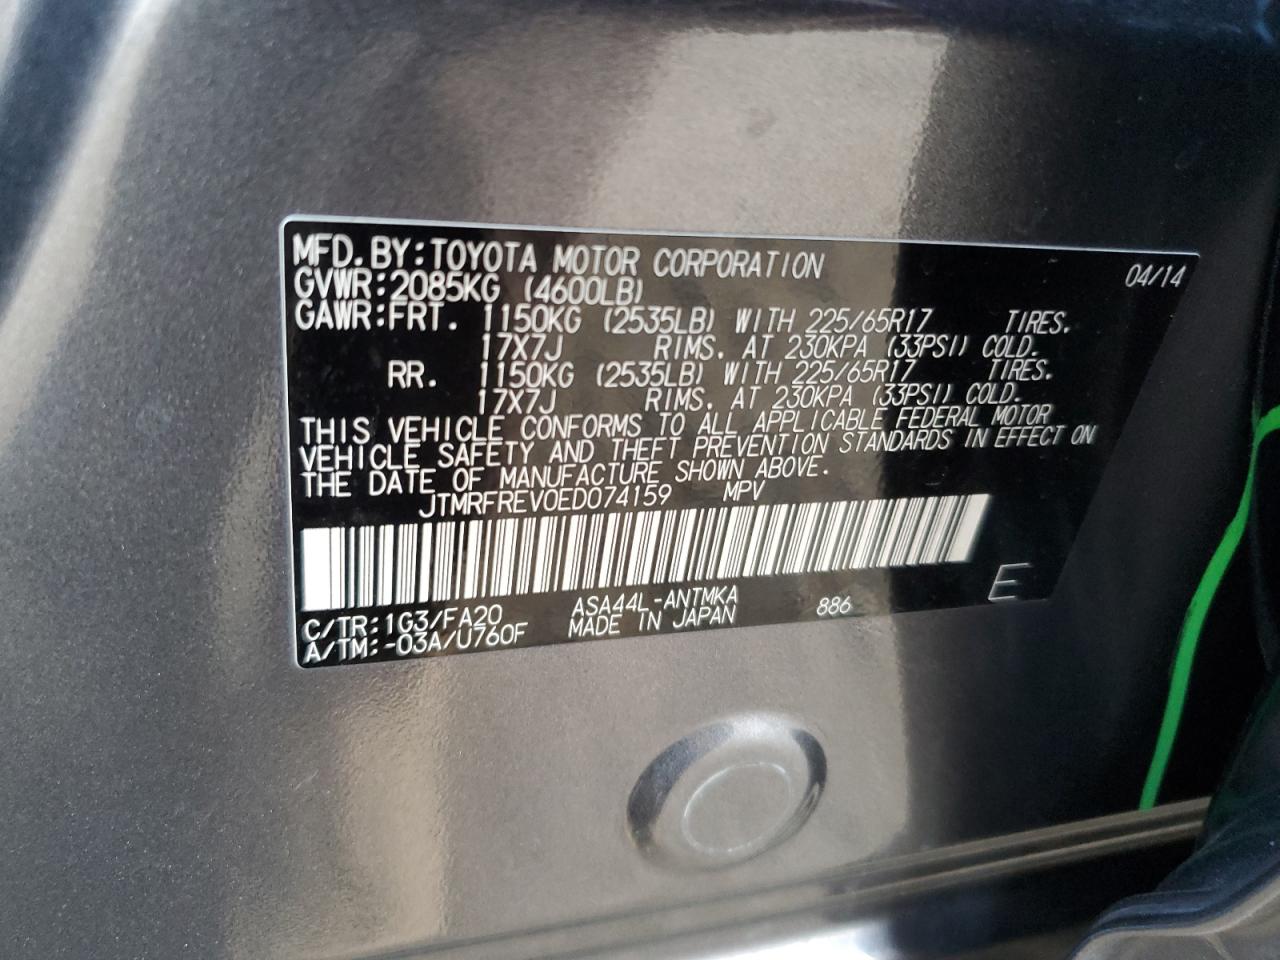 MFD. BY: TOYOTA MOTOR CORPORATION 04/14
GVWR: 2085KG (4600LB)
GAWR: FRT. 1150KG (2535LB) WITH 225/65R17 TIRES.
17X7J RIMS. AT 230KPA (33PSI) COLD.
RR. 1150KG (2535LB) WITH 225/65R17 TIRES.
17X7J RIMS. AT 230KPA (33PSI) COLD.
THIS VEHICLE CONFORMS TO ALL APPLICABLE FEDERAL MOTOR
VEHICLE SAFETY AND THEFT PREVENTION STANDARDS IN EFFECT ON
THE DATE OF MANUFACTURE SHOWN ABOVE.
JTMRFREV0ED074159 MPV
C/TR: 1G3/FA20 ASA44L-ANTMKA 886 E
A/TM: -03A/U760F MADE IN JAPAN